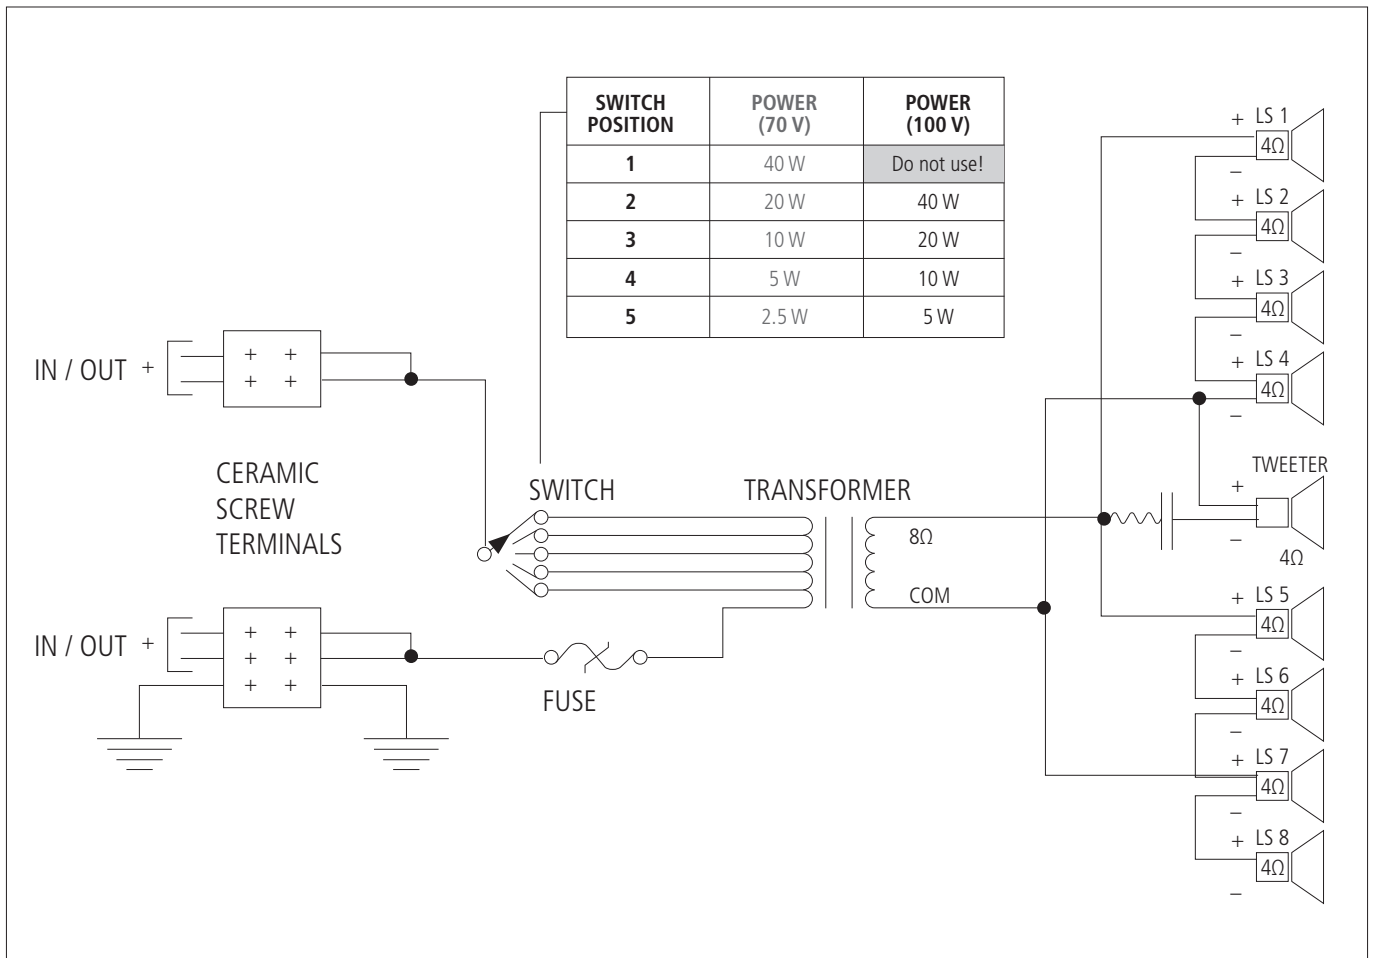 SWITCH POSITION POWER (70 V) POWER (100 V)
1 40 W Do not use!
2 20 W 40 W
3 10 W 20 W
4 5 W 10 W
5 2.5 W 5 W
IN / OUT +
+ +
+ +
CERAMIC
SCREW
TERMINALS
IN / OUT +
+ +
+ +
+ +
SWITCH
FUSE
TRANSFORMER
8Ω
COM
+ LS 1
4Ω
–
+ LS 2
4Ω
–
+ LS 3
4Ω
–
+ LS 4
4Ω
–
TWEETER
+
–
4Ω
+ LS 5
4Ω
–
+ LS 6
4Ω
–
+ LS 7
4Ω
–
+ LS 8
4Ω
–